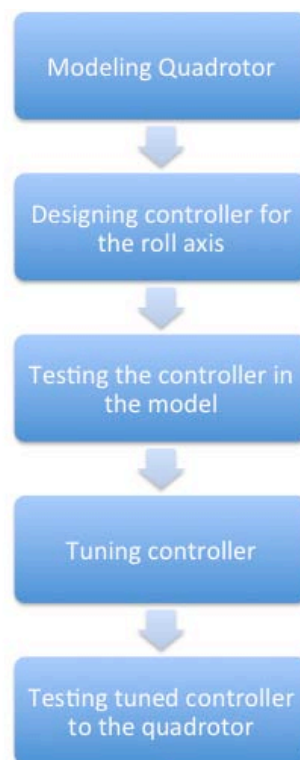 Modeling Quadrotor
Designing controller for
the roll axis
Testing the controller in
the model
Tuning controller
Testing tuned controller
to the quadrotor